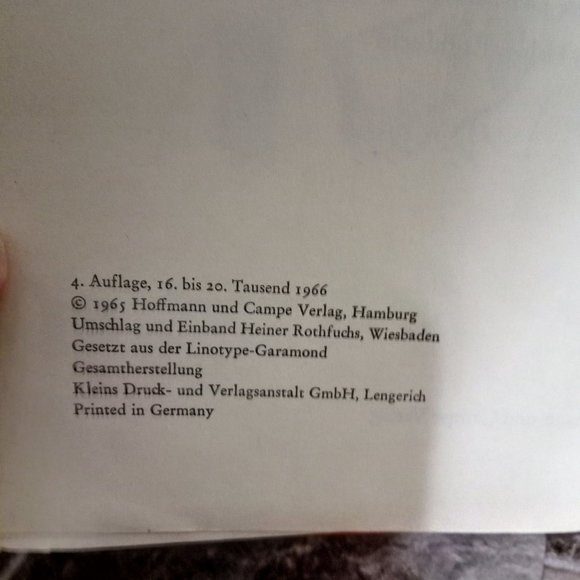 4. Auflage, 16. bis 20. Tausend 1966
© 1965 Hoffmann und Campe Verlag, Hamburg
Umschlag und Einband Heiner Rothfuchs, Wiesbaden
Gesetzt aus der Linotype-Garamond
Gesamtherstellung
Kleins Druck- und Verlagsanstalt GmbH, Lengerich
Printed in Germany